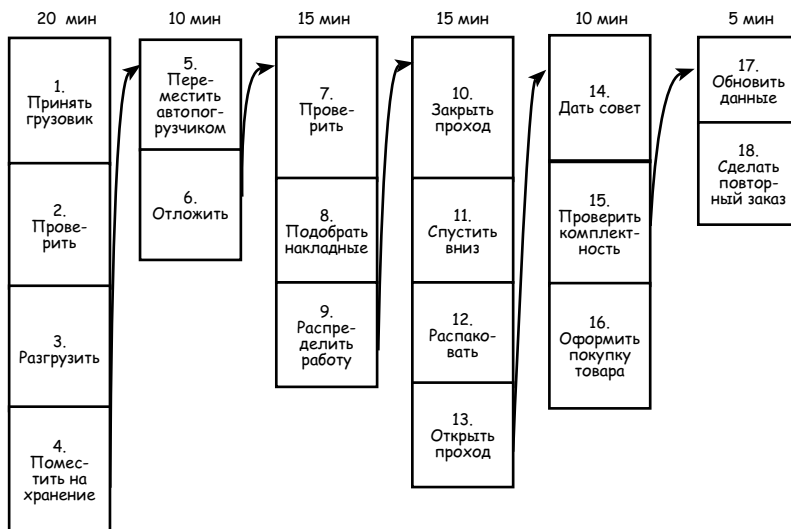 20 мин
1.
Принять
грузовик
2.
Прове-
рить
3.
Разгрузить
4.
Помес-
тить на
хранение
10 мин
5.
Пере-
местить
автопог-
рузчиком
6.
Отложить
15 мин
7.
Прове-
рить
8.
Подобрать
накладные
9.
Распре-
делить
работу
15 мин
10.
Закрыть
проход
11.
Спустить
вниз
12.
Распако-
вать
13.
Открыть
проход
10 мин
14.
Дать совет
15.
Проверить
комплект-
ность
16.
Оформить
покупку
товара
5 мин
17.
Обновить
данные
18.
Сделать
повтор-
ный заказ